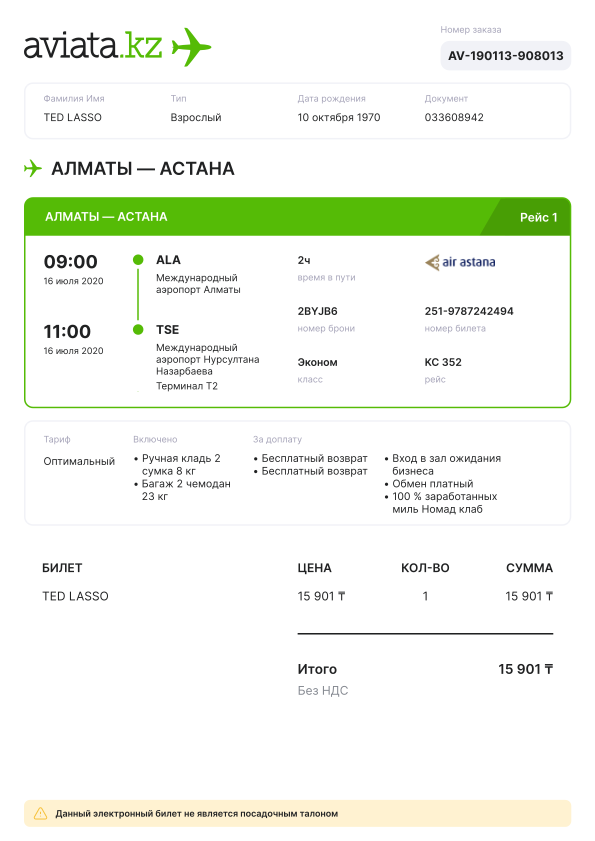 aviata.kz
Номер заказа
AV-190113-908013
Фамилия Имя
Тип
Дата рождения
Документ
TED LASSO
Взрослый
10 октября 1970
033608942
АЛМАТЫ — АСТАНА
АЛМАТЫ — АСТАНА
Рейс 1
09:00
16 июля 2020
ALA
Международный
аэропорт Алматы
2ч
время в пути
air astana
11:00
16 июля 2020
TSE
Международный
аэропорт Нурсултана
Назарбаева
Терминал Т2
2BYJB6
номер брони
251-9787242494
номер билета
Эконом
класс
KC 352
рейс
Тариф
Оптимальный
Включено
• Ручная кладь 2
сумка 8 кг
• Багаж 2 чемодан
23 кг
За доплату
• Бесплатный возврат
• Бесплатный возврат
• Вход в зал ожидания
бизнеса
• Обмен платный
• 100 % заработанных
миль Номад клаб
БИЛЕТ
ЦЕНА
КОЛ-ВО
СУММА
TED LASSO
15 901 ₸
1
15 901 ₸
Итого
15 901 ₸
Без НДС
Данный электронный билет не является посадочным талоном